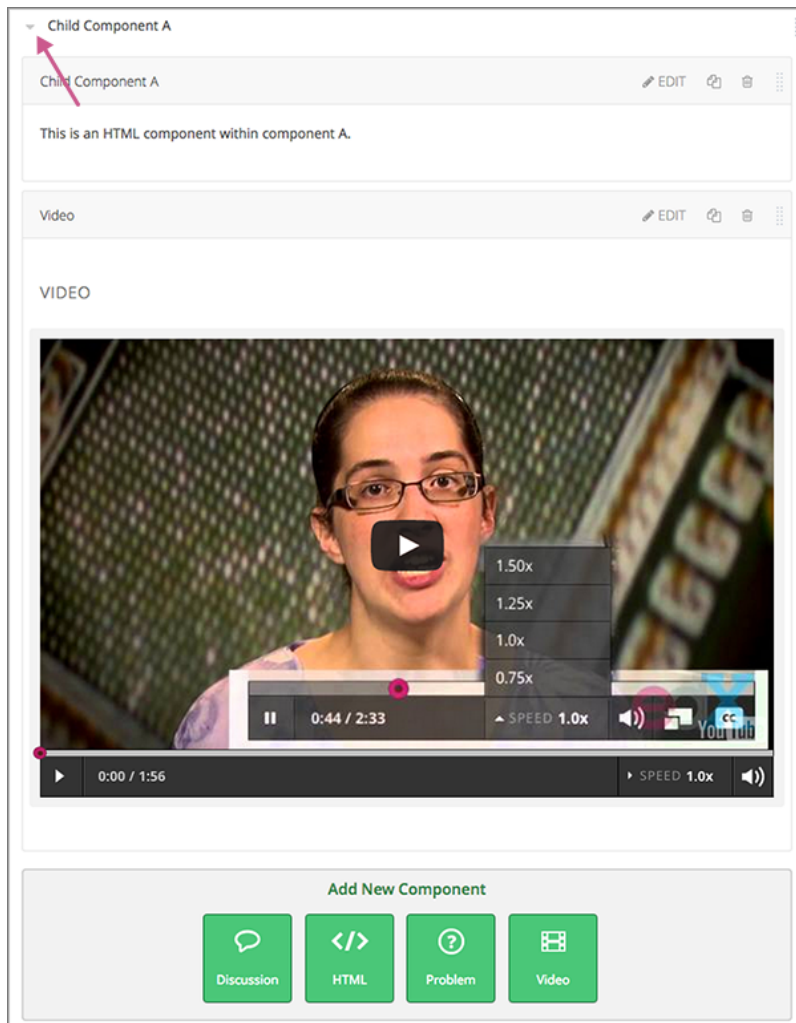 Child Component A
Child Component A EDIT
This is an HTML component within component A.
Video EDIT
VIDEO
1.50x
1.25x
1.0x
0.75x
0:44 / 2:33 SPEED 1.0x CC
YouTub
0:00 / 1:56 SPEED 1.0x
Add New Component
Discussion HTML Problem Video